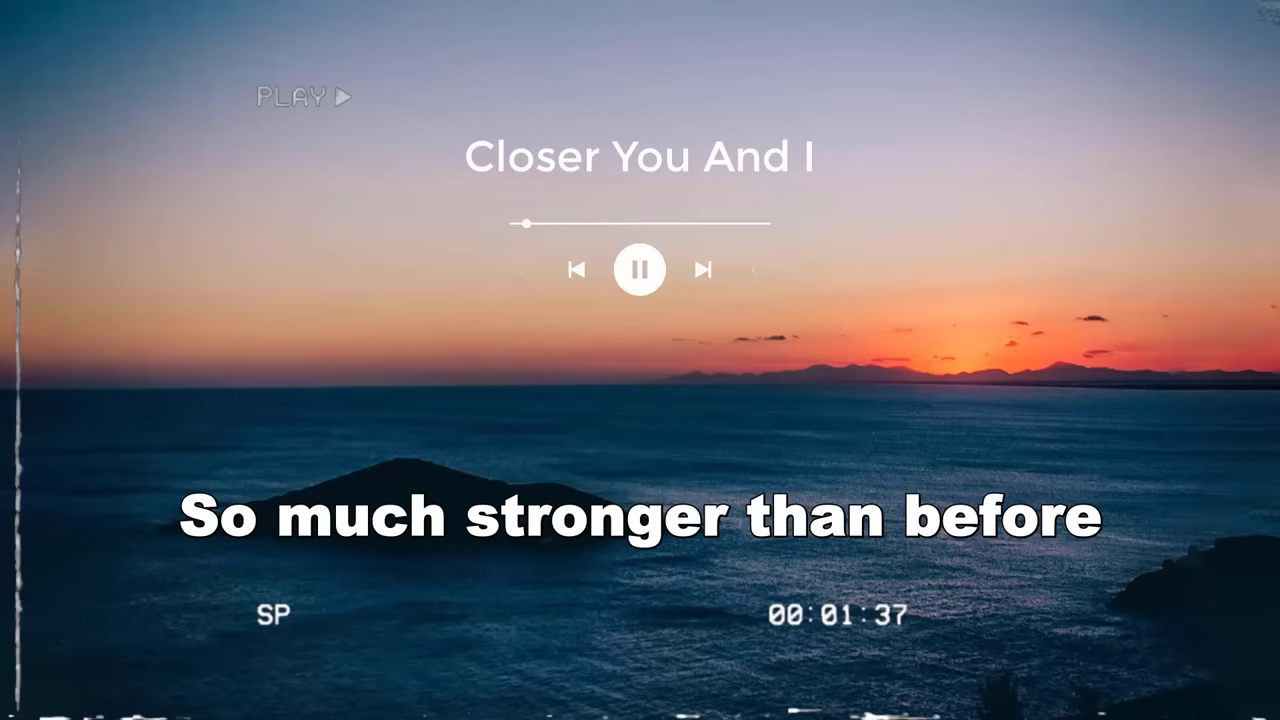 PLAY
Closer You And I
So much stronger than before
SP
00:01:37